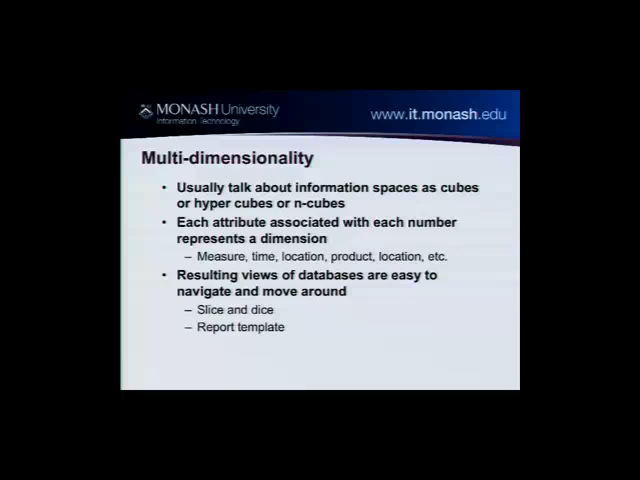 MONASH University
Information Technology
www.it.monash.edu
Multi-dimensionality
• Usually talk about information spaces as cubes
or hyper cubes or n-cubes
• Each attribute associated with each number
represents a dimension
– Measure, time, location, product, location, etc.
• Resulting views of databases are easy to
navigate and move around
– Slice and dice
– Report template